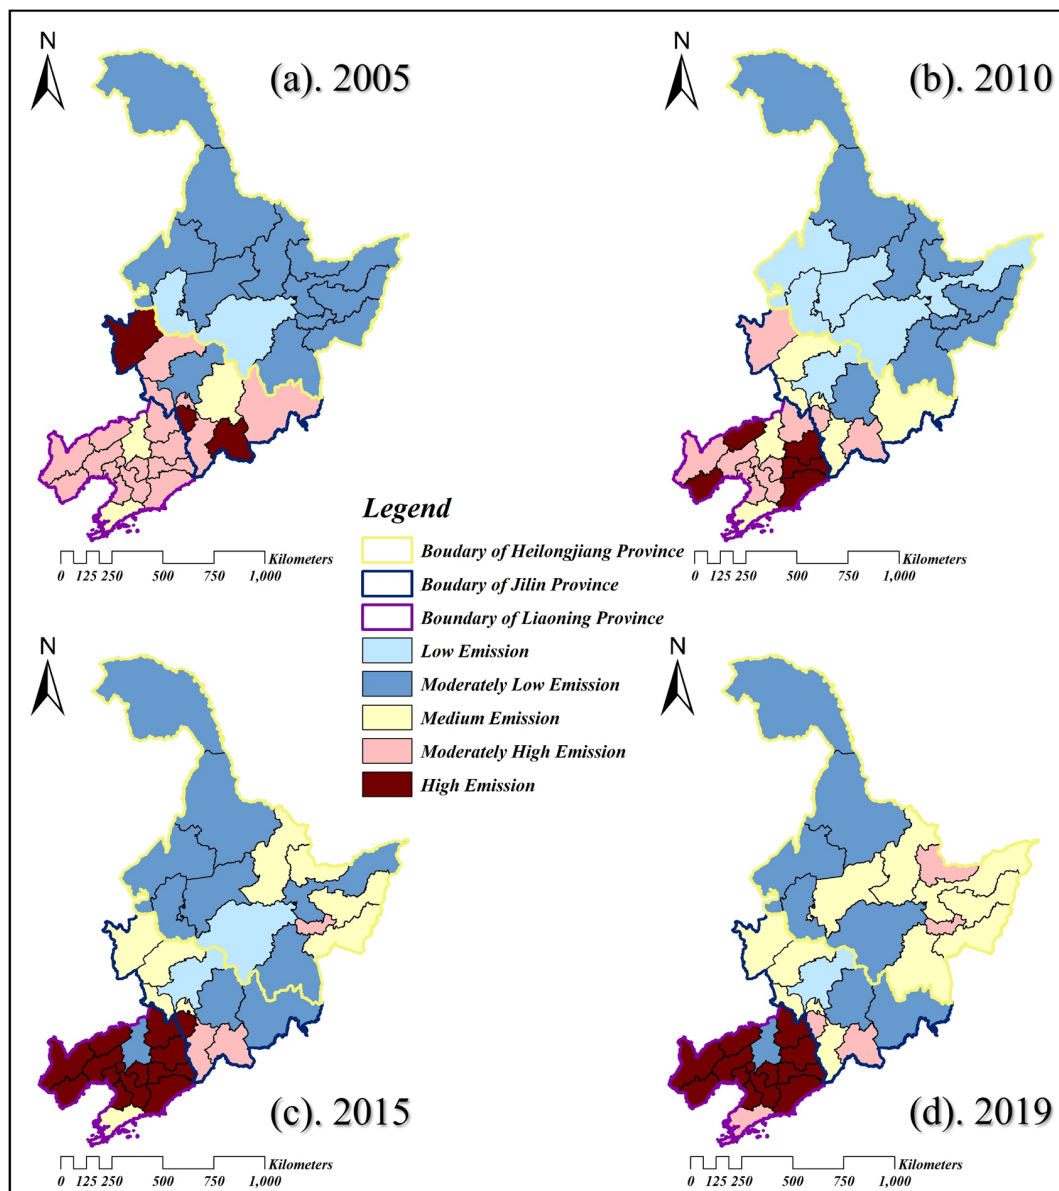 N
(a). 2005
N
(b). 2010
Kilometers
0 125 250 500 750 1,000
Kilometers
0 125 250 500 750 1,000
Legend
Boudary of Heilongjiang Province
Boudary of Jilin Province
Boundary of Liaoning Province
Low Emission
Moderately Low Emission
Medium Emission
Moderately High Emission
High Emission
N
(c). 2015
N
(d). 2019
Kilometers
0 125 250 500 750 1,000
Kilometers
0 125 250 500 750 1,000